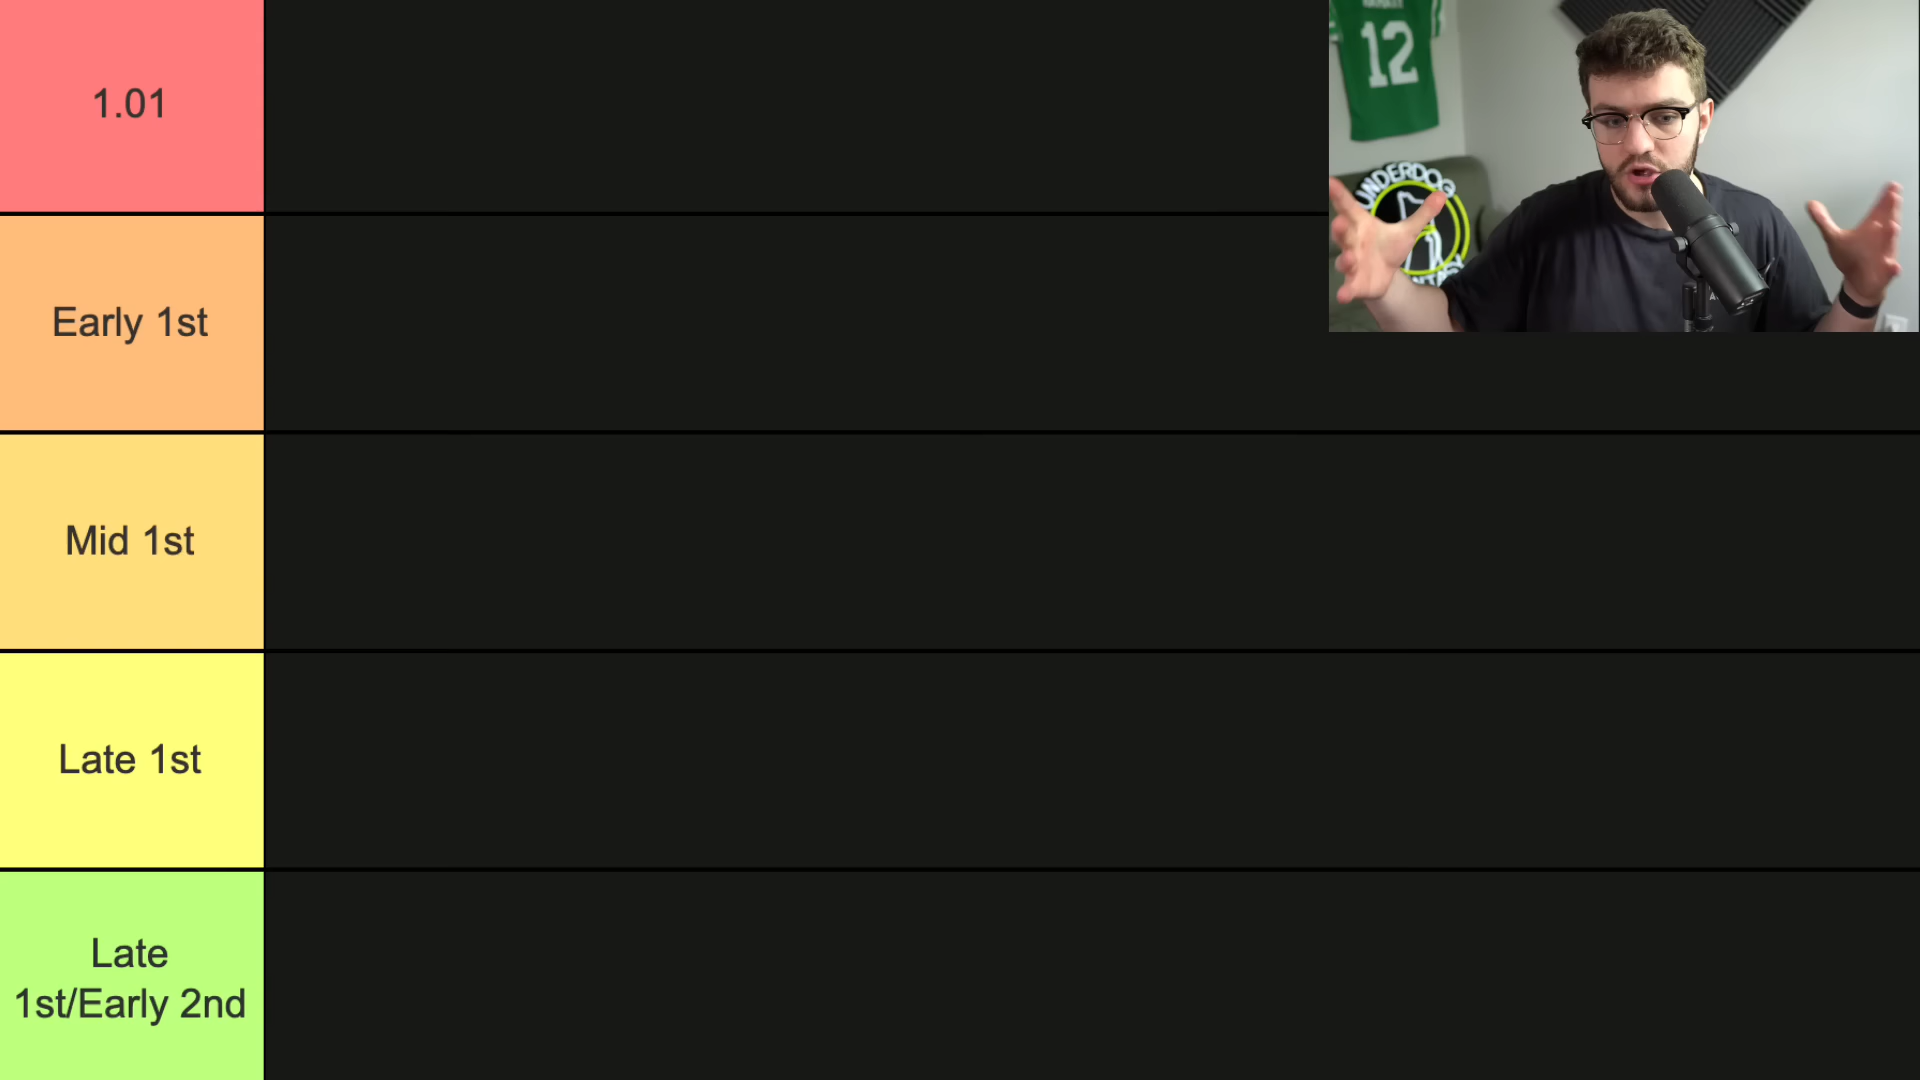 1.01
Early 1st
Mid 1st
Late 1st
Late
1st/Early 2nd
12
UNDERDOG